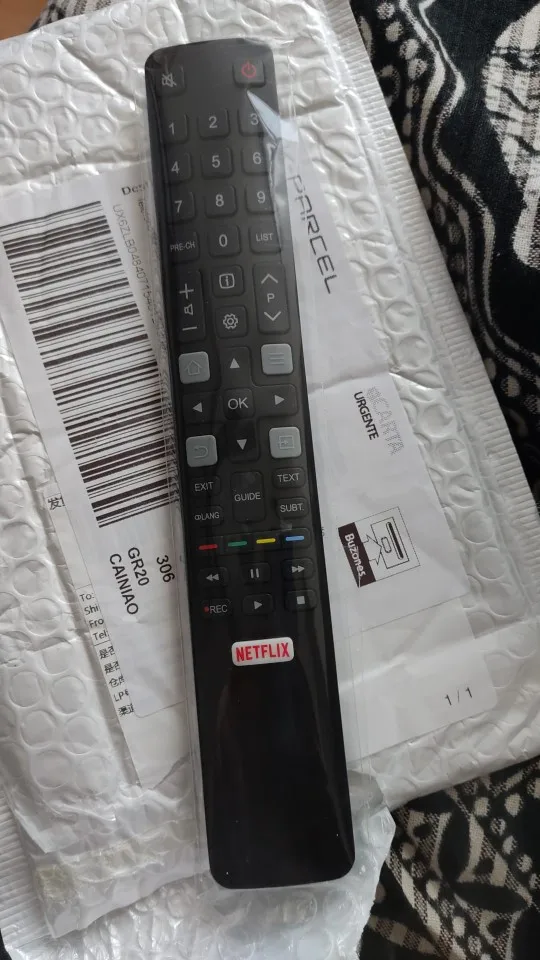 1 2 3
4 5 6
7 8 9
PRE-CH 0 LIST
P
OK
EXIT
GUIDE
TEXT
LANG
SUBT.
REC
NETFLIX
PARCEL
CARTA
URGENTE
Buzones
306
GR20
CAINIAO
To.
Tel
1/1